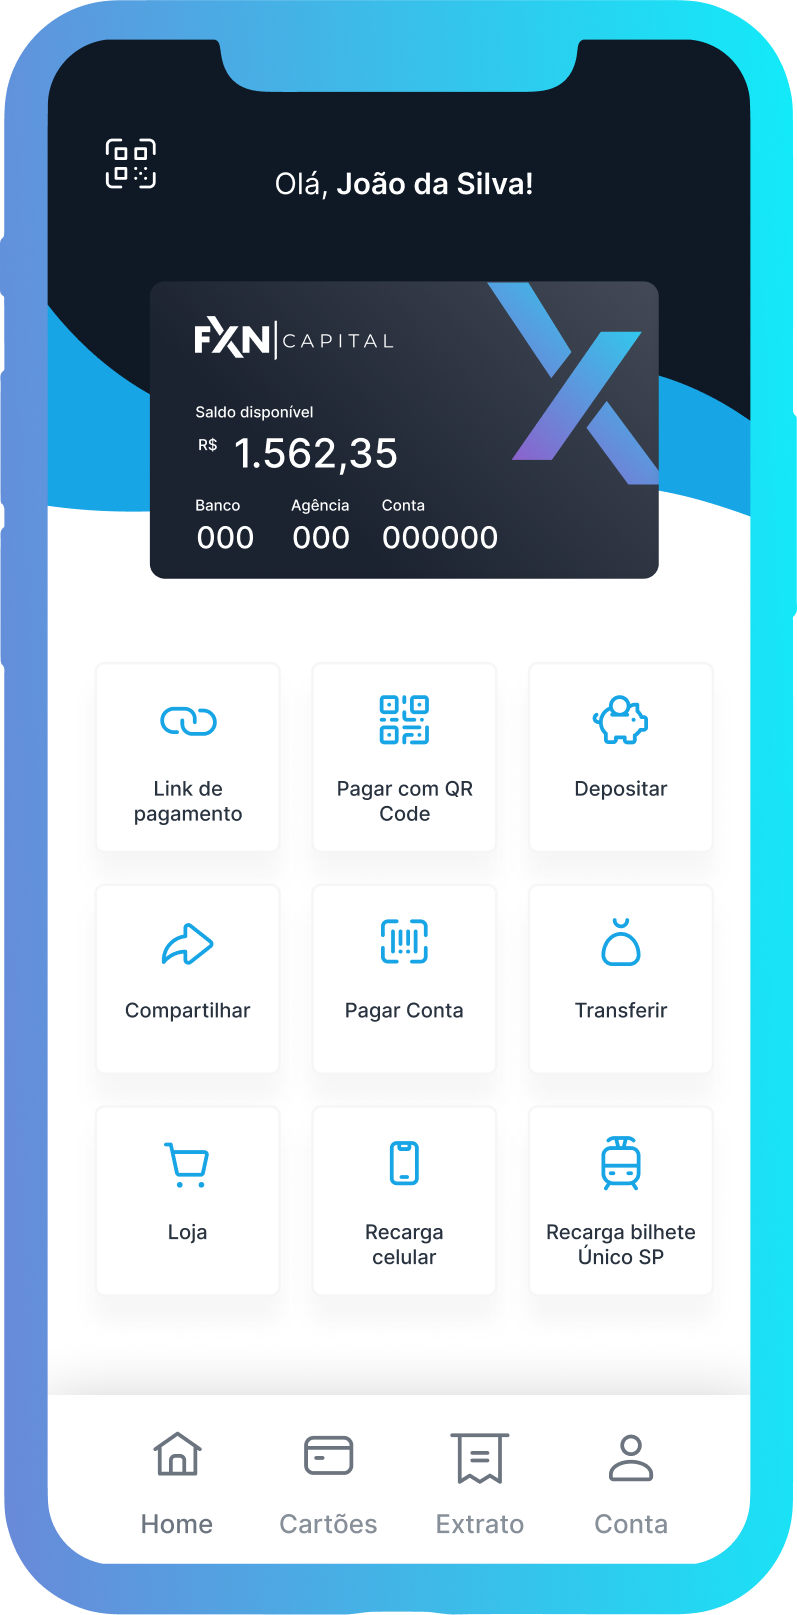 Olá, João da Silva!
FXN CAPITAL
Saldo disponível
R$ 1.562,35
Banco Agência Conta
000 000 000000
Link de
pagamento
Pagar com QR
Code
Depositar
Compartilhar
Pagar Conta
Transferir
Loja
Recarga
celular
Recarga bilhete
Único SP
Home Cartões Extrato Conta